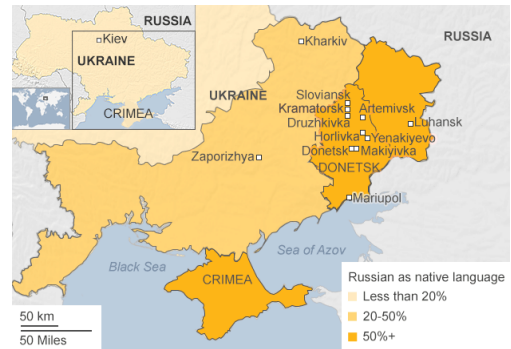 RUSSIA
Kiev
UKRAINE
CRIMEA
Kharkiv
RUSSIA
UKRAINE
Sloviansk
Kramatorsk
Artemivsk
Druzhkivka
Luhansk
Horlivka
Yenakiyevo
Donetsk
Makiyivka
Zaporizhya
DONETSK
Mariupol
Sea of Azov
Black Sea
CRIMEA
Russian as native language
Less than 20%
20-50%
50%+
50 km
50 Miles